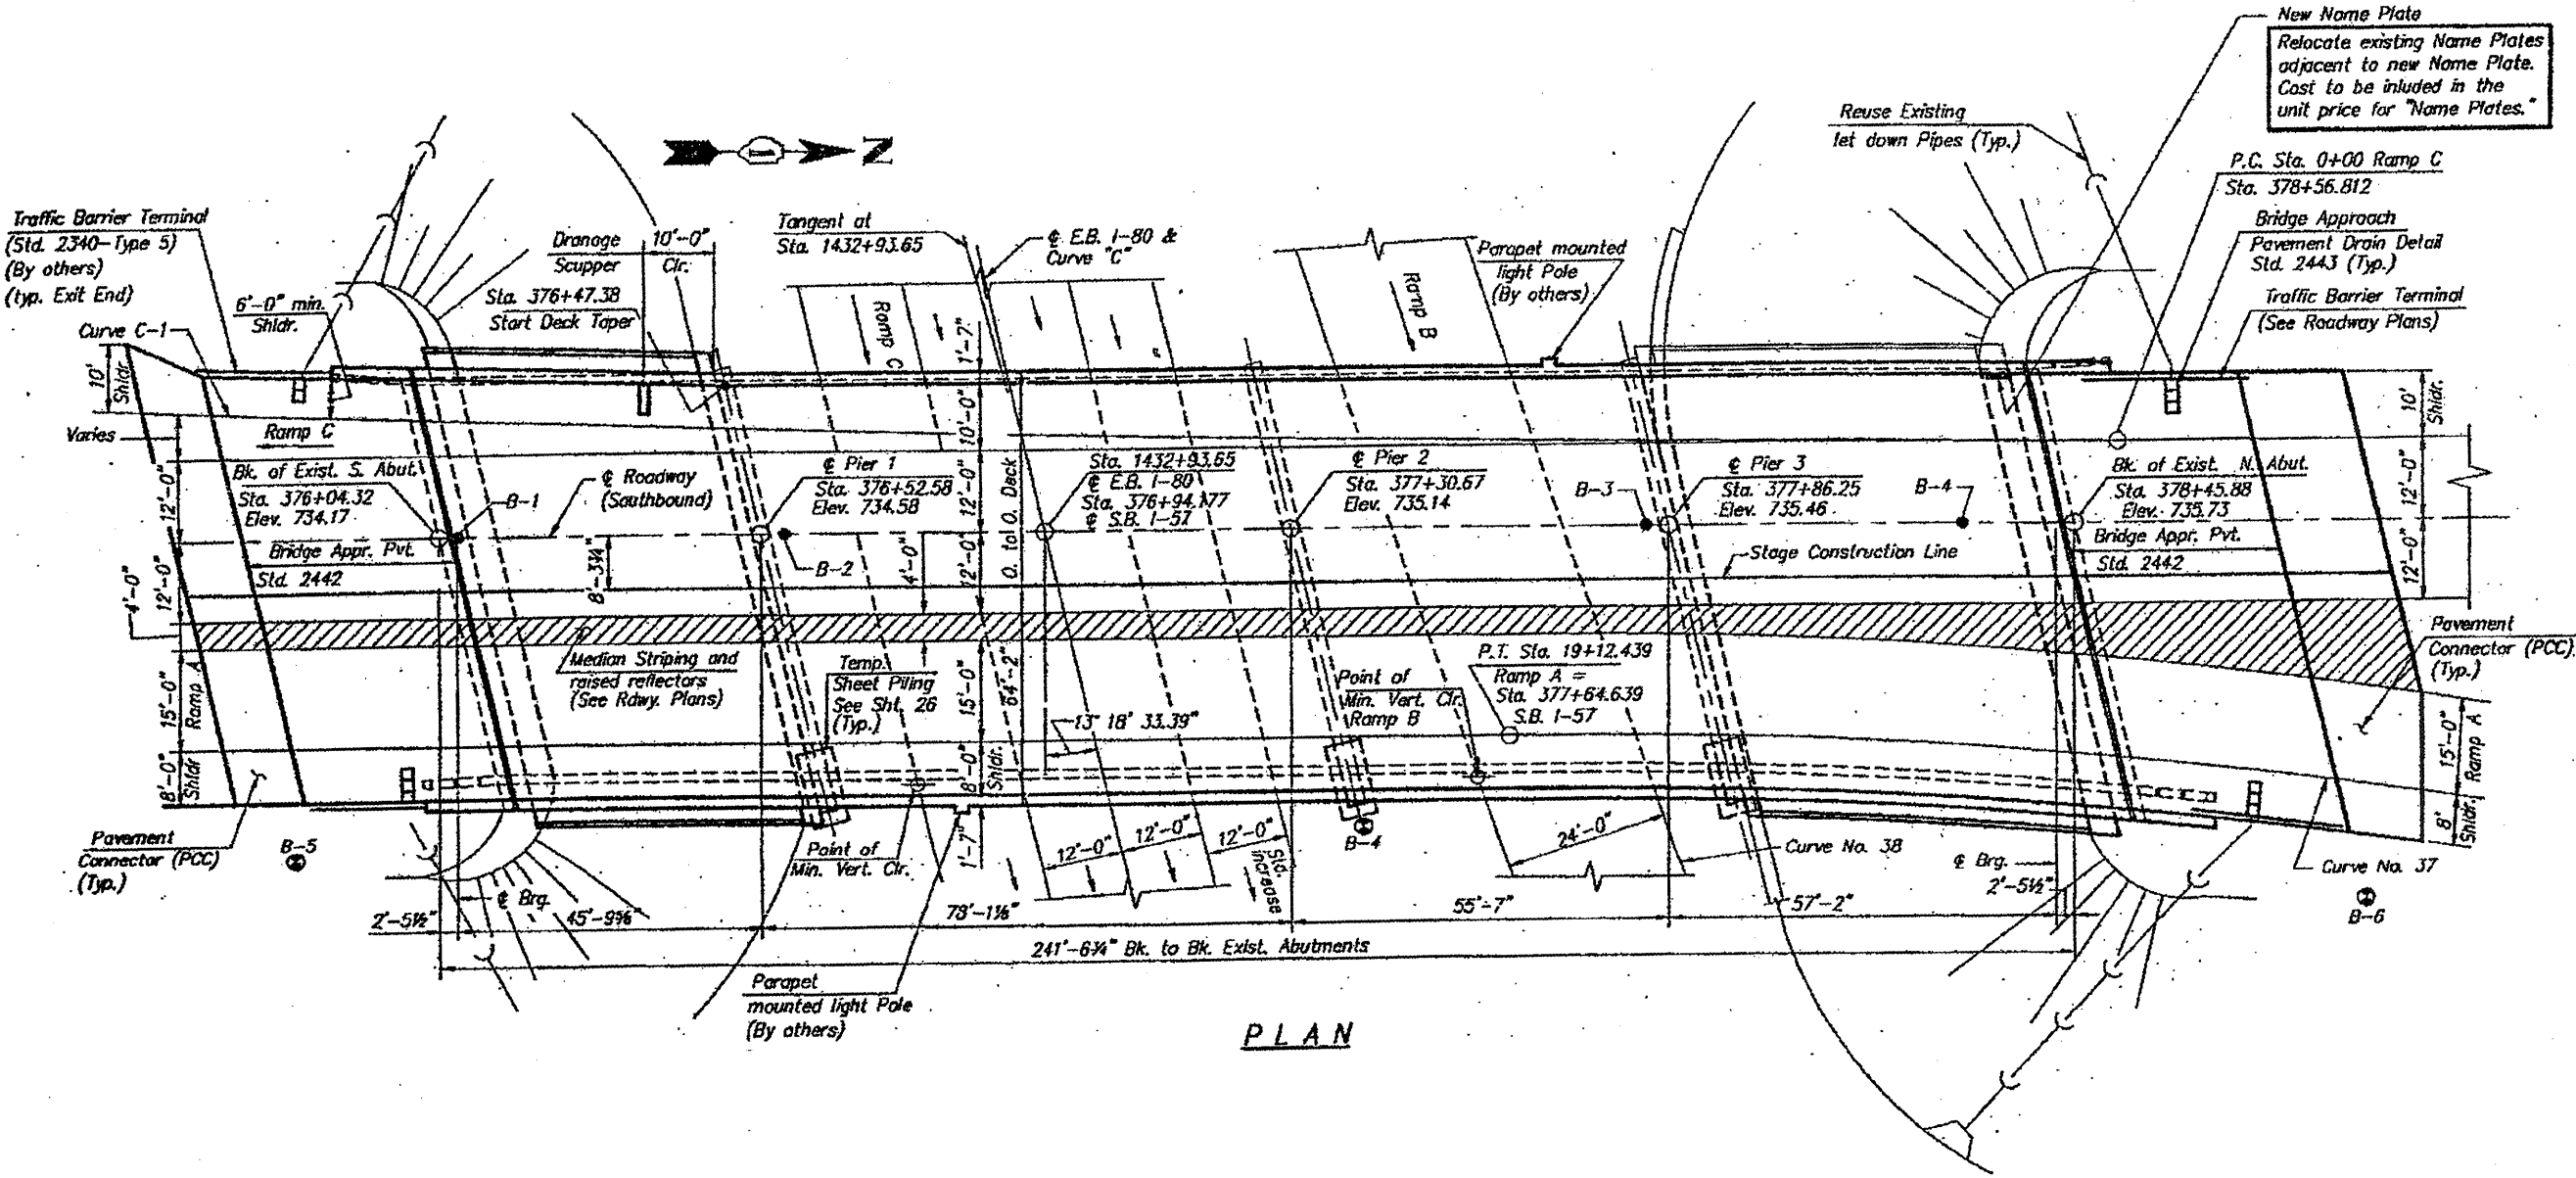 New Name Plate
Relocate existing Name Plates
adjacent to new Name Plate.
Cost to be inluded in the
unit price for "Name Plates."
Reuse Existing
let down Pipes (Typ.)
P.C. Sta. 0+00 Ramp C
Sta. 378+56.812
Bridge Approach
Pavement Drain Detail
Std. 2443 (Typ.)
Traffic Barrier Terminal
(See Roadway Plans)
N
Traffic Barrier Terminal
(Std. 2340-Type 5)
(By others)
(typ. Exit End)
6'-0" min.
Shldr.
Curve C-1
Dranage
Scupper
10'-0"
Clr.
Sta. 376+47.38
Start Deck Taper
Tangent at
Sta. 1432+93.65
℄ E.B. I-80 &
Curve "C"
Ramp C
Ramp B
Parapet mounted
light Pole
(By others)
10'
Shldr.
Varies
Ramp C
1'-7"
10'-0"
12'-0"
12'-0"
O. to O. Deck
64'-2"
15'-0"
8'-0"
Shldr.
1'-7"
10'
Shldr.
12'-0"
12'-0"
Bk. of Exist. S. Abut.
Sta. 376+04.32
Elev. 734.17
Bridge Appr. Pvt.
Std. 2442
B-1
℄ Roadway
(Southbound)
℄ Pier 1
Sta. 376+52.58
Elev. 734.58
B-2
Sta. 1432+93.65
℄ E.B. I-80
Sta. 376+94.177
℄ S.B. I-57
℄ Pier 2
Sta. 377+30.67
Elev. 735.14
B-3
℄ Pier 3
Sta. 377+86.25
Elev. 735.46
B-4
Bk. of Exist. N. Abut.
Sta. 378+45.88
Elev. 735.73
Bridge Appr. Pvt.
Std. 2442
Stage Construction Line
12'-0"
12'-0"
4'-0"
15'-0"
Ramp A
8'-0"
Shldr
8'-3¾"
4'-0"
Median Striping and
raised reflectors
(See Rdwy. Plans)
Temp.
Sheet Piling
See Sht. 26
(Typ.)
13° 18' 33.39"
Point of
Min. Vert. Clr.
Ramp B
P.T. Sta. 19+12.439
Ramp A =
Sta. 377+64.639
S.B. I-57
Pavement
Connector (PCC)
(Typ.)
15'-0"
Ramp A
8'
Shldr.
Pavement
Connector (PCC)
(Typ.)
B-5
Point of
Min. Vert. Clr.
12'-0"
12'-0"
12'-0"
Sta.
Increase
B-4
24'-0"
Curve No. 38
℄ Brg.
2'-5½"
Curve No. 37
B-6
2'-5½"
℄ Brg.
78'-1⅛"
55'-7"
57'-2"
241'-6¾" Bk. to Bk. Exist. Abutments
Parapet
mounted light Pole
(By others)
PLAN